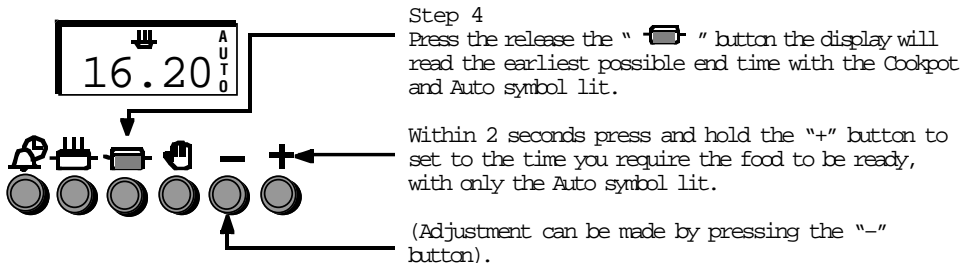 A
U
T
O
16.20
Step 4
Press the release the “ ” button the display will
read the earliest possible end time with the Cookpot
and Auto symbol lit.
Within 2 seconds press and hold the “+” button to
set to the time you require the food to be ready,
with only the Auto symbol lit.
(Adjustment can be made by pressing the “–”
button).